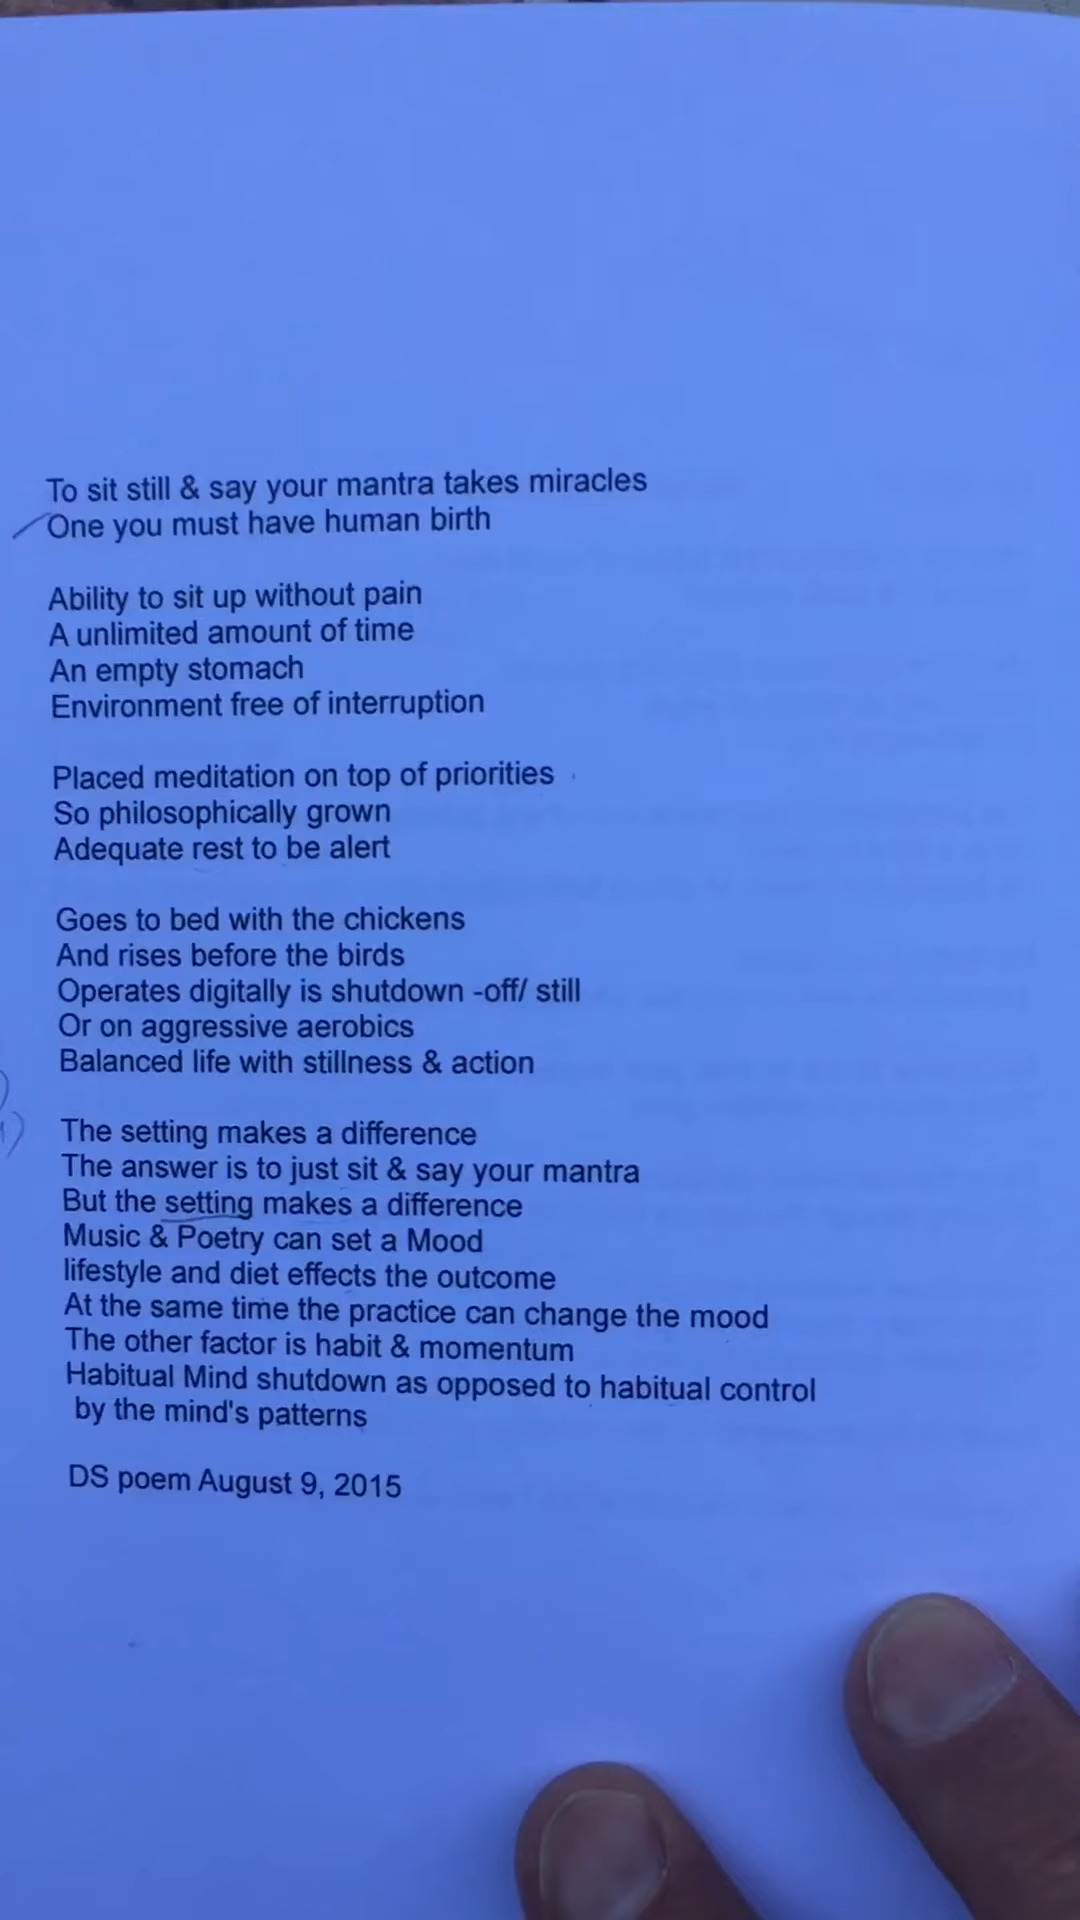 To sit still & say your mantra takes miracles
One you must have human birth
Ability to sit up without pain
A unlimited amount of time
An empty stomach
Environment free of interruption
Placed meditation on top of priorities
So philosophically grown
Adequate rest to be alert
Goes to bed with the chickens
And rises before the birds
Operates digitally is shutdown -off/ still
Or on aggressive aerobics
Balanced life with stillness & action
The setting makes a difference
The answer is to just sit & say your mantra
But the setting makes a difference
Music & Poetry can set a Mood
lifestyle and diet effects the outcome
At the same time the practice can change the mood
The other factor is habit & momentum
Habitual Mind shutdown as opposed to habitual control
by the mind's patterns
DS poem August 9, 2015